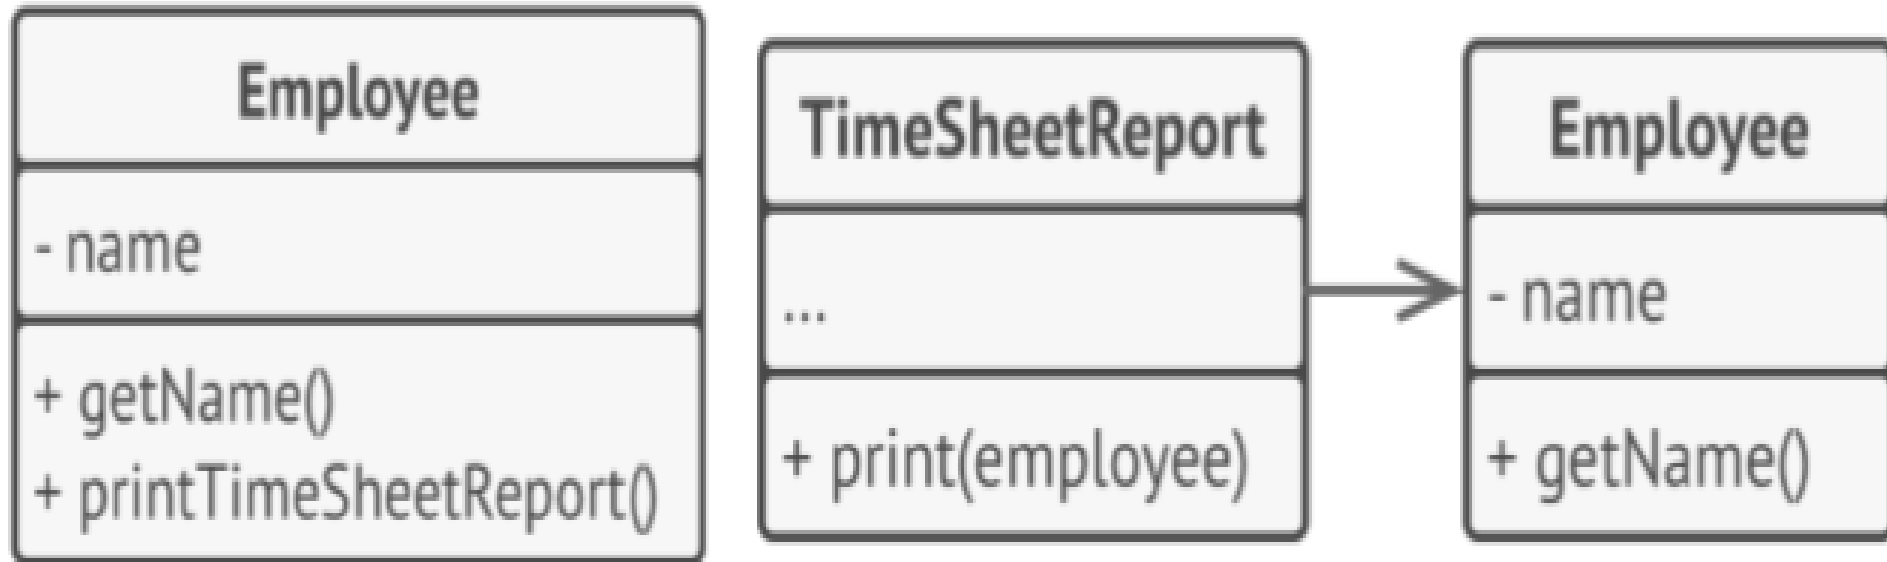 Employee
- name
+ getName()
+ printTimeSheetReport()
TimeSheetReport
...
+ print(employee)
Employee
- name
+ getName()